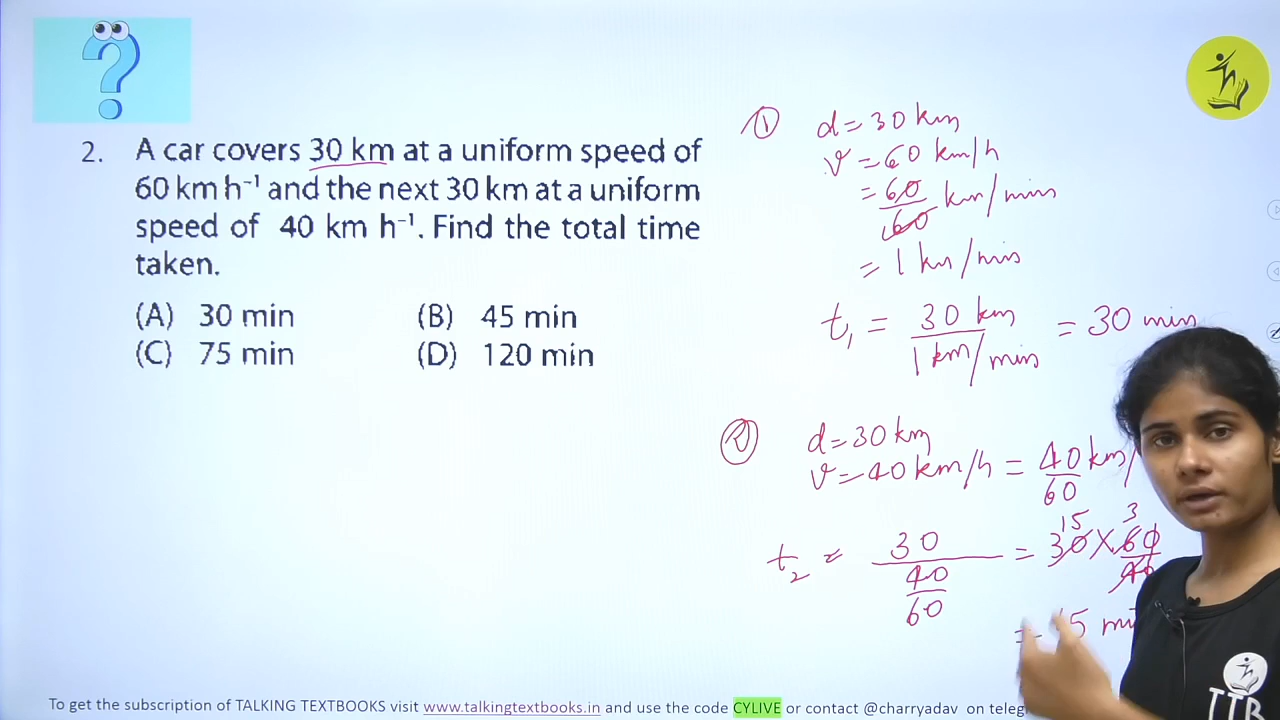 2. A car covers 30 km at a uniform speed of
60 km h⁻¹ and the next 30 km at a uniform
speed of 40 km h⁻¹. Find the total time
taken.
(A) 30 min (B) 45 min
(C) 75 min (D) 120 min
① d = 30 km
v = 60 km/h
= 60/60 km/min
= 1 km/min
t₁ = 30 km / 1 km/min = 30 min
② d = 30 km
v = 40 km/h = 40/60 km/
t₂ = 30 / (40/60) = 30 × 60/40
15 3
= 45 min
TTB
To get the subscription of TALKING TEXTBOOKS visit www.talkingtextbooks.in and use the code CYLIVE or contact @charryadav on teleg